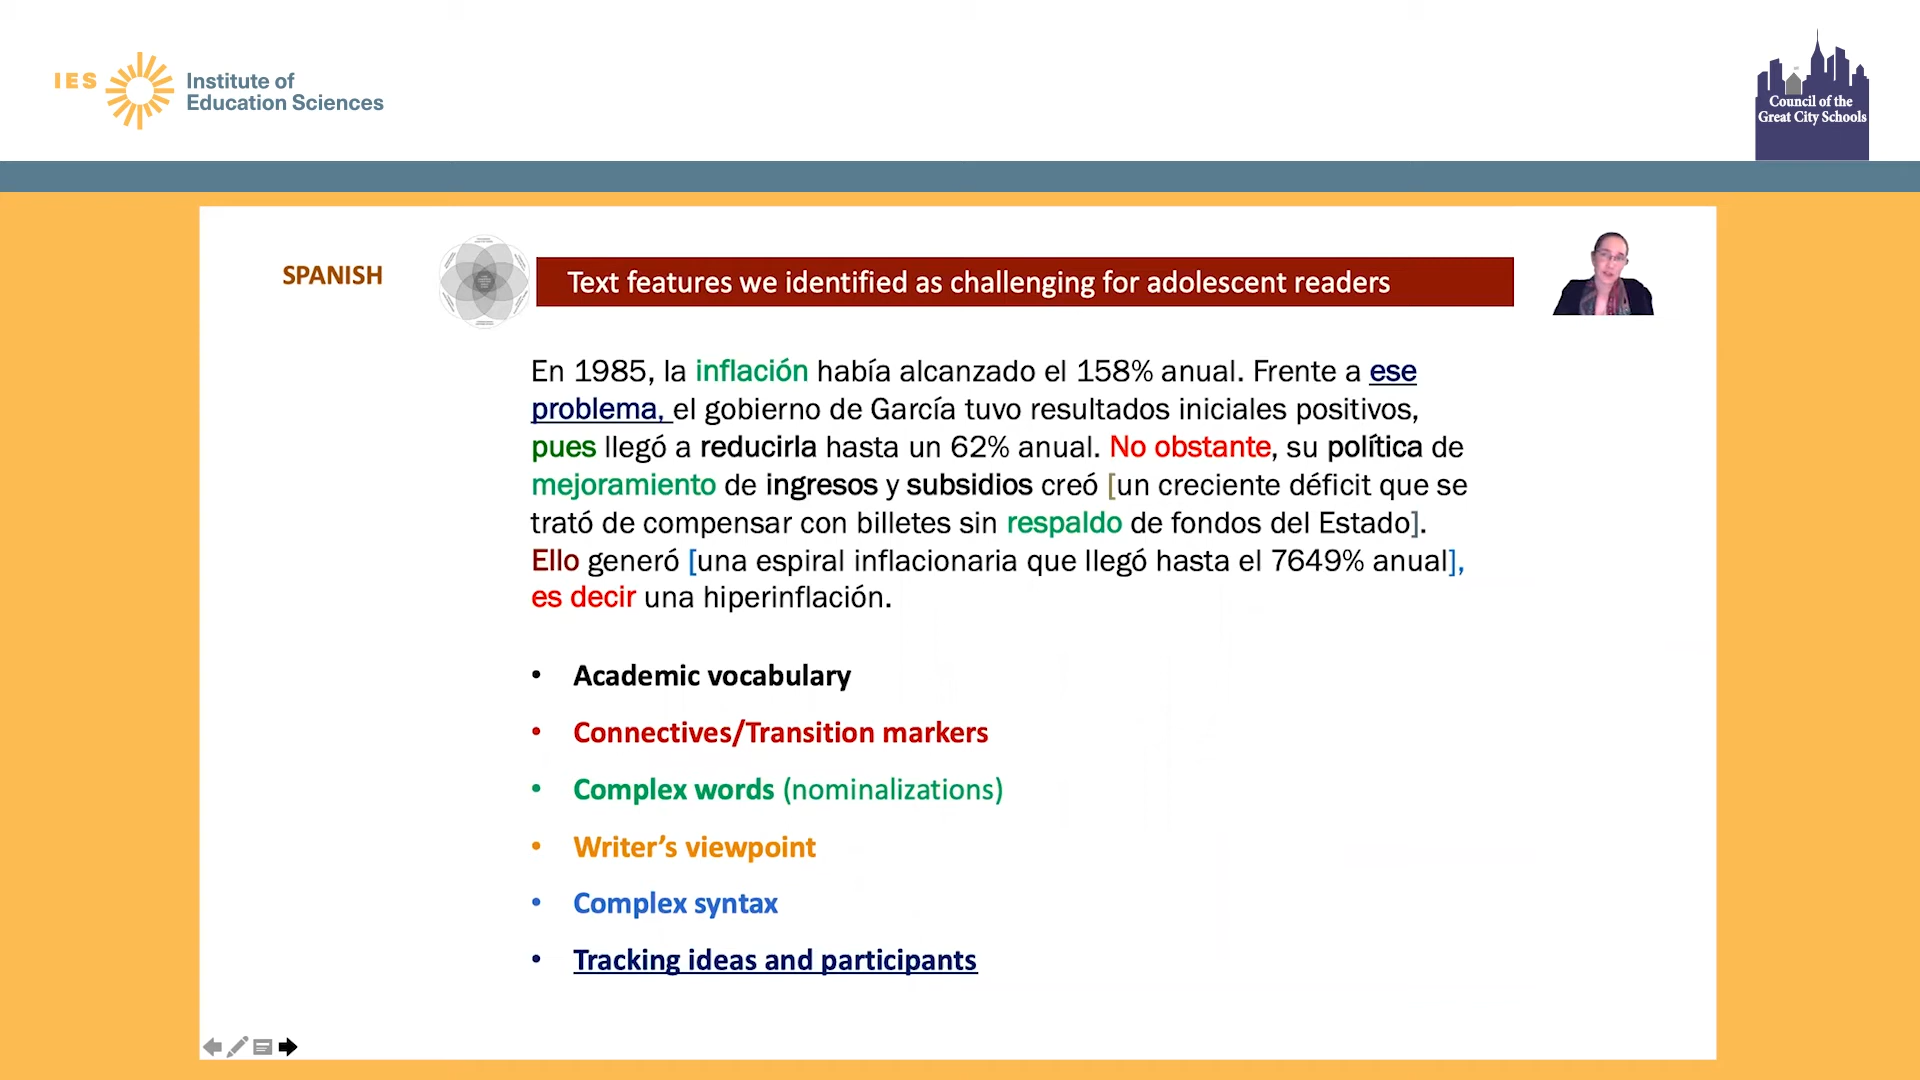 IES
Institute of
Education Sciences
Council of the
Great City Schools
SPANISH
Text features we identified as challenging for adolescent readers
En 1985, la inflación había alcanzado el 158% anual. Frente a ese
problema, el gobierno de García tuvo resultados iniciales positivos,
pues llegó a reducirla hasta un 62% anual. No obstante, su política de
mejoramiento de ingresos y subsidios creó [un creciente déficit que se
trató de compensar con billetes sin respaldo de fondos del Estado].
Ello generó [una espiral inflacionaria que llegó hasta el 7649% anual],
es decir una hiperinflación.
• Academic vocabulary
• Connectives/Transition markers
• Complex words (nominalizations)
• Writer's viewpoint
• Complex syntax
• Tracking ideas and participants